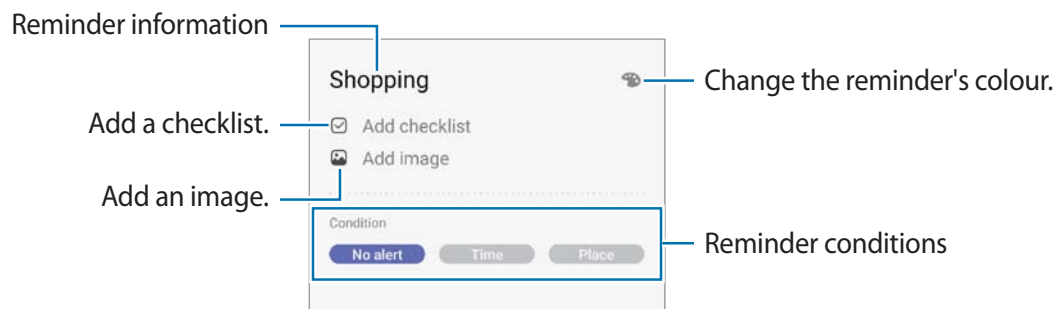 Reminder information
Shopping
Change the reminder's colour.
Add a checklist.
Add checklist
Add image
Add an image.
Condition
No alert
Time
Place
Reminder conditions